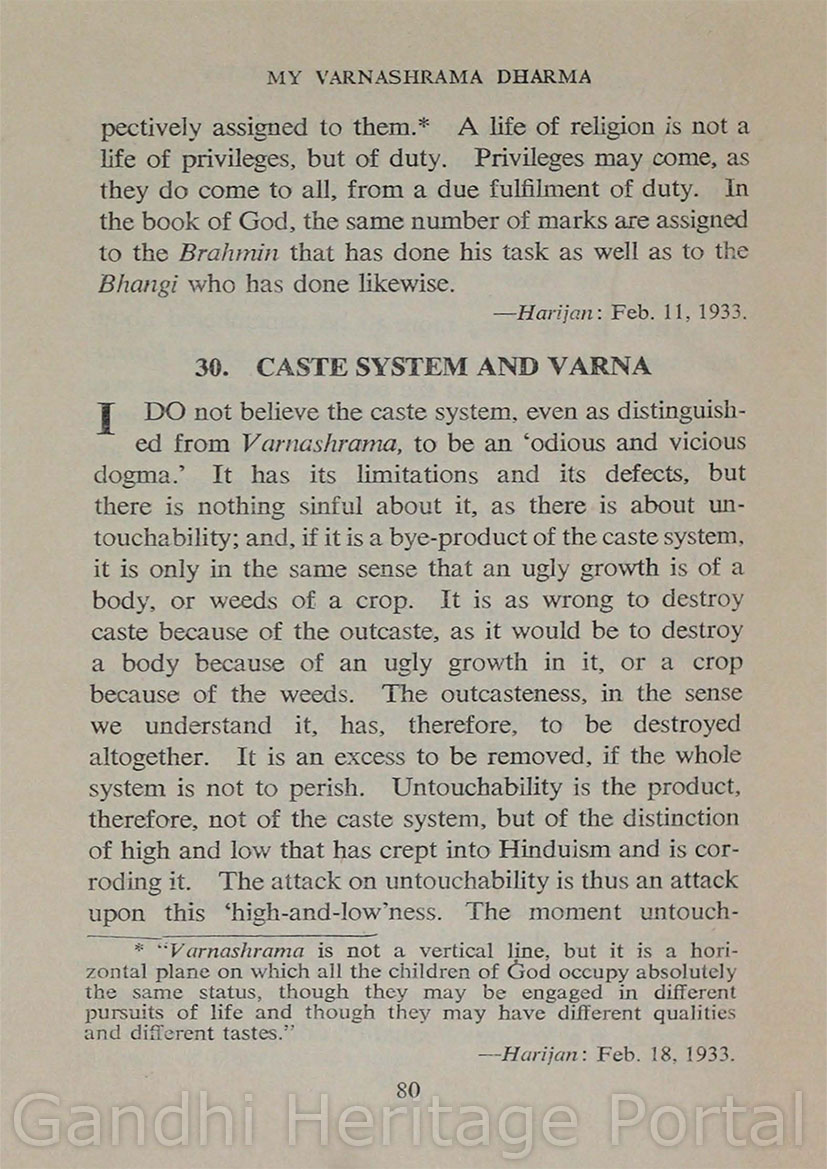 MY VARNASHRAMA DHARMA
pectively assigned to them.* A life of religion is not a
life of privileges, but of duty. Privileges may come, as
they do come to all, from a due fulfilment of duty. In
the book of God, the same number of marks are assigned
to the Brahmin that has done his task as well as to the
Bhangi who has done likewise.
—Harijan: Feb. 11, 1933.
30. CASTE SYSTEM AND VARNA
I DO not believe the caste system, even as distinguish-
ed from Varnashrama, to be an ‘odious and vicious
dogma.’ It has its limitations and its defects, but
there is nothing sinful about it, as there is about un-
touchability; and, if it is a bye-product of the caste system,
it is only in the same sense that an ugly growth is of a
body, or weeds of a crop. It is as wrong to destroy
caste because of the outcaste, as it would be to destroy
a body because of an ugly growth in it, or a crop
because of the weeds. The outcasteness, in the sense
we understand it, has, therefore, to be destroyed
altogether. It is an excess to be removed, if the whole
system is not to perish. Untouchability is the product,
therefore, not of the caste system, but of the distinction
of high and low that has crept into Hinduism and is cor-
roding it. The attack on untouchability is thus an attack
upon this ‘high-and-low’ness. The moment untouch-
* “Varnashrama is not a vertical line, but it is a hori-
zontal plane on which all the children of God occupy absolutely
the same status, though they may be engaged in different
pursuits of life and though they may have different qualities
and different tastes.”
—Harijan: Feb. 18, 1933.
80
Gandhi Heritage Portal